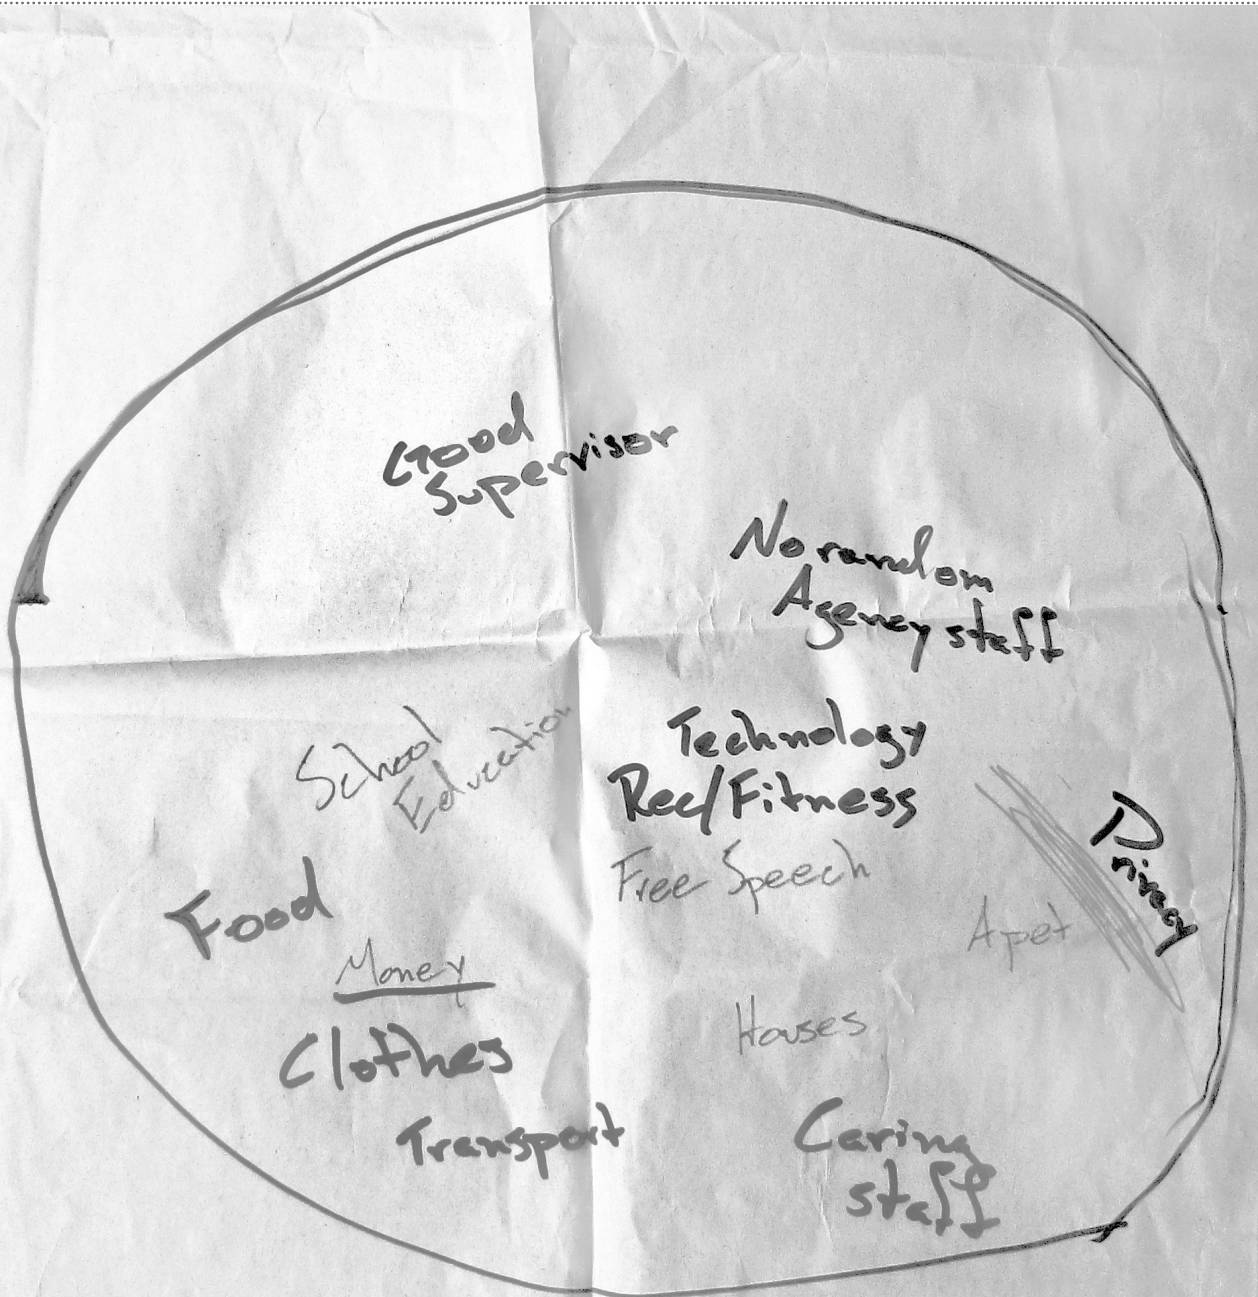 Good
Supervisor
No random
Agency staff
School
Education
Technology
Rec/Fitness
Free Speech
Privacy
Food
A pet
Money
Houses
Clothes
Transport
Caring
staff